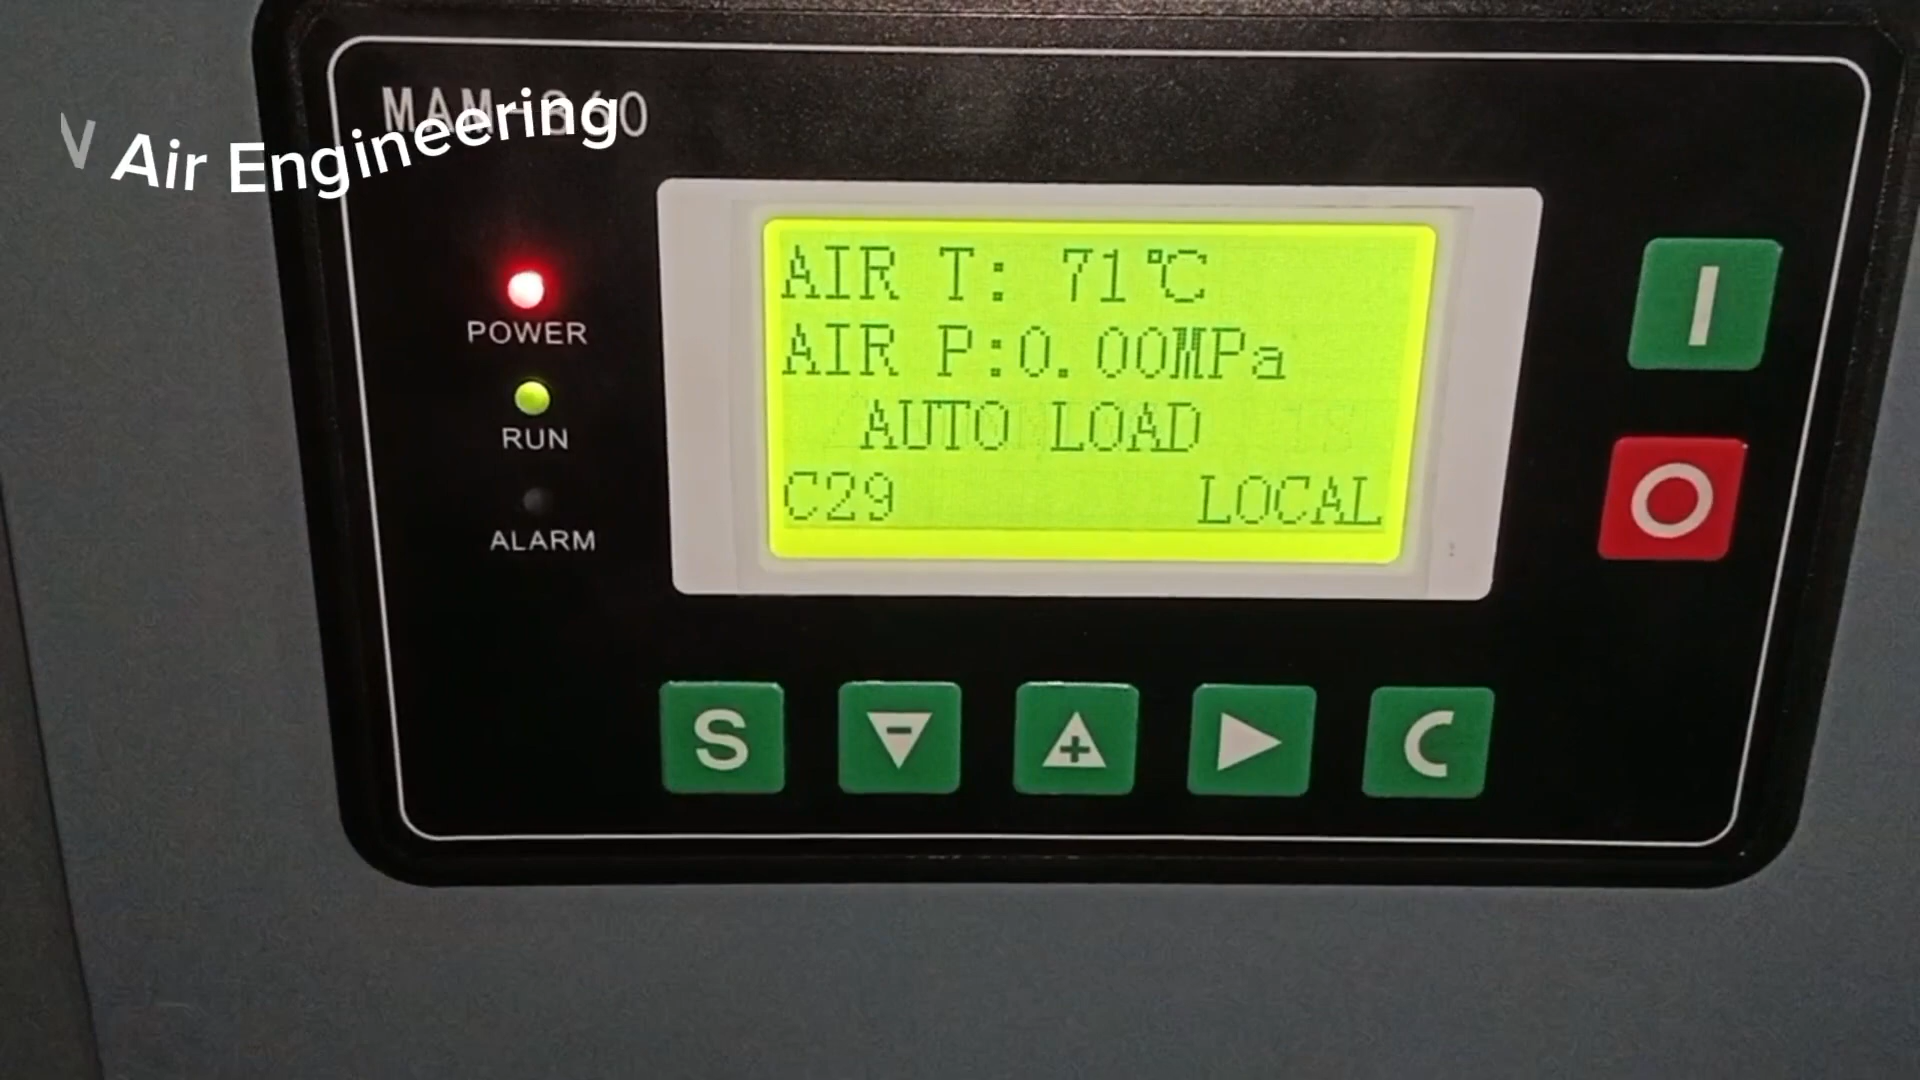 Air Engineering
POWER
RUN
ALARM
AIR T: 71℃
AIR P:0.00MPa
AUTO LOAD
C29 LOCAL
S
C